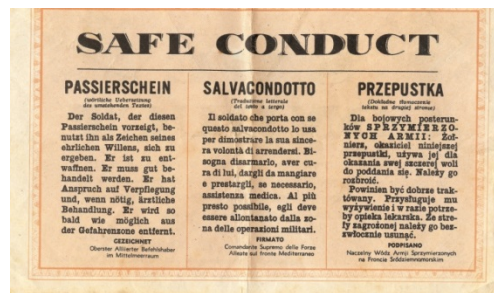 SAFE CONDUCT
PASSIERSCHEIN
(wörtliche Uebersetzung
des umstehenden Textes)
Der Soldat, der diesen
Passierschein vorzeigt, be-
nutzt ihn als Zeichen seines
ehrlichen Willens, sich zu
ergeben. Er ist zu ent-
waffnen. Er muss gut be-
handelt werden. Er hat
Anspruch auf Verpflegung
und, wenn nötig, ärztliche
Behandlung. Er wird so
bald wie möglich aus
der Gefahrenzone entfernt.
GEZEICHNET
Oberster Alliierter Befehlshaber
im Mittelmeerraum
SALVACONDOTTO
(Traduzione letterale
del testo a tergo)
Il soldato che porta con se
questo salvacondotto lo usa
per dimostrare la sua since-
ra volontà di arrendersi. Bi-
sogna disarmarlo, aver cu-
ra di lui, dargli da mangiare
e prestargli, se necessario,
assistenza medica. Al più
presto possibile, egli deve
essere allontanato dalla zo-
na delle operazioni militari.
FIRMATO
Comandante Supremo delle Forze
Alleate sul fronte Mediterraneo
PRZEPUSTKA
(Dokładne tłomaczenie
tekstu na drugiej stronie)
Dla bojowych posterun-
ków SPRZYMIERZO-
NYCH ARMII: Żoł-
nierz, okaziciel niniejszej
przepustki, używa jej dla
okazania swej szczerej woli
do poddania się. Należy go
rozbroić.
Powinien być dobrze trak-
towany. Przysługuje mu
wyżywienie i w razie potrze-
by opieka lekarska. Ze stre-
fy zagrożonej należy go bez-
zwłocznie usunąć.
PODPISANO
Naczelny Wódz Armji Sprzymierzonych
na Froncie Śródziemnomorskim